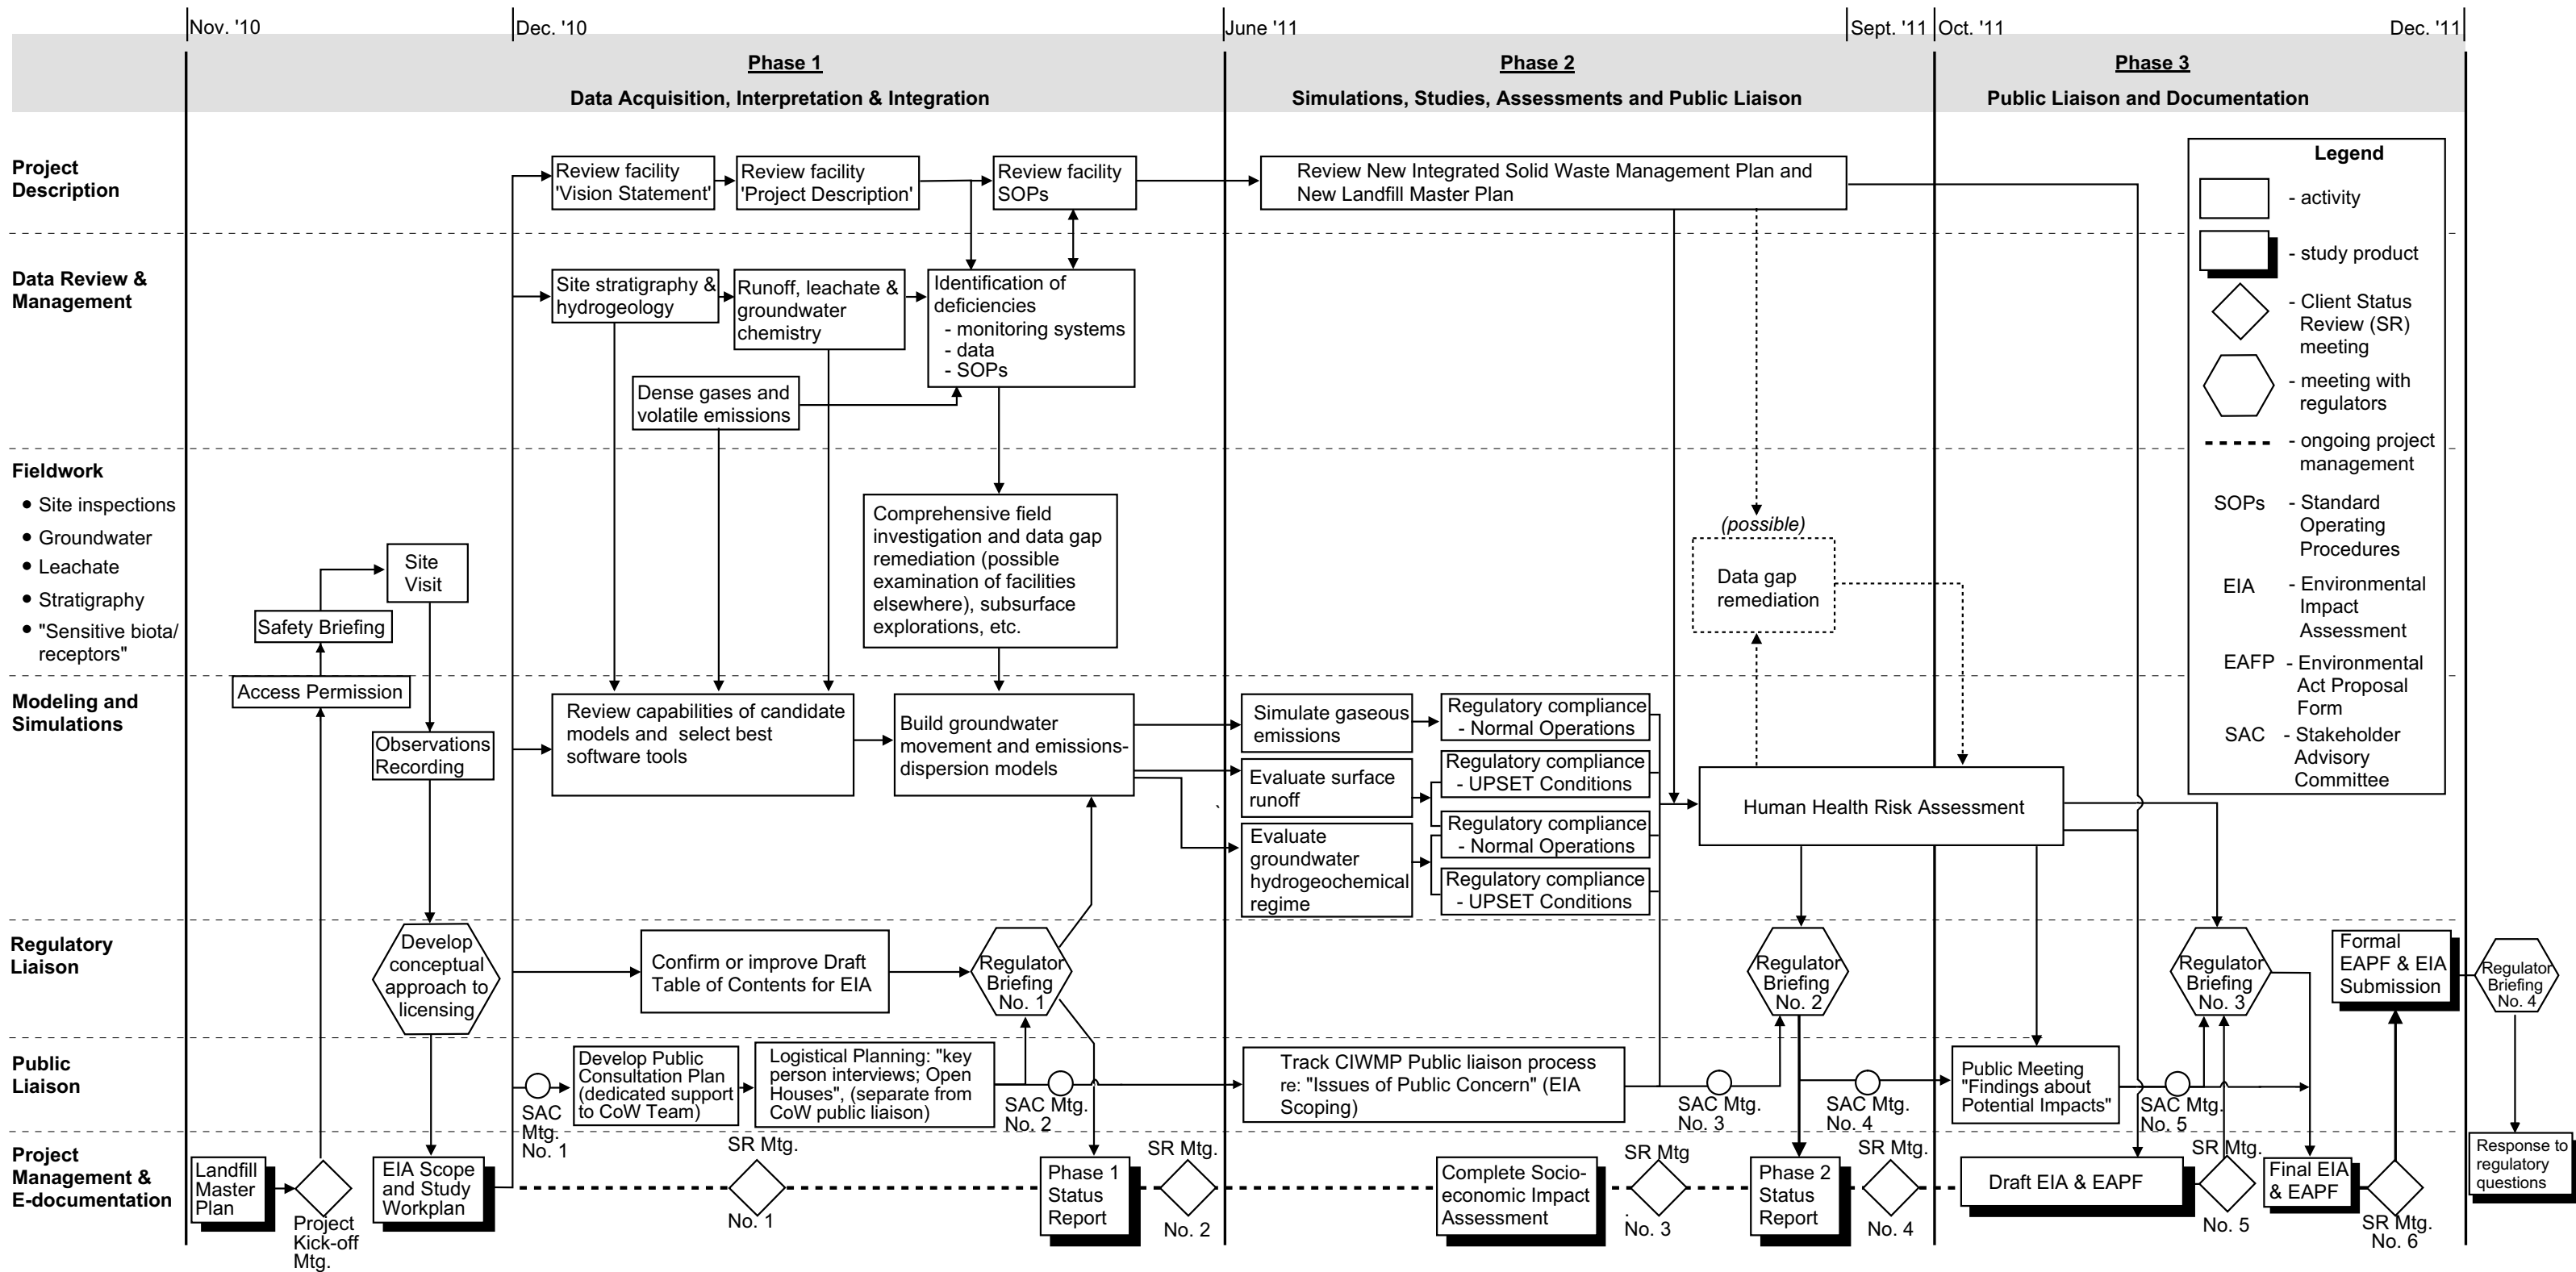 Nov. '10
Dec. '10
June '11
Sept. '11
Oct. '11
Dec. '11
Phase 1
Data Acquisition, Interpretation & Integration
Phase 2
Simulations, Studies, Assessments and Public Liaison
Phase 3
Public Liaison and Documentation
Project
Description
Review facility
'Vision Statement'
Review facility
'Project Description'
Review facility
SOPs
Review New Integrated Solid Waste Management Plan and
New Landfill Master Plan
Legend
- activity
- study product
- Client Status
Review (SR)
meeting
- meeting with
regulators
- ongoing project
management
SOPs - Standard
Operating
Procedures
EIA - Environmental
Impact
Assessment
EAFP - Environmental
Act Proposal
Form
SAC - Stakeholder
Advisory
Committee
Data Review &
Management
Site stratigraphy &
hydrogeology
Runoff, leachate &
groundwater
chemistry
Identification of
deficiencies
- monitoring systems
- data
- SOPs
Dense gases and
volatile emissions
Fieldwork
• Site inspections
• Groundwater
• Leachate
• Stratigraphy
• "Sensitive biota/
receptors"
Site
Visit
Safety Briefing
Access Permission
Comprehensive field
investigation and data gap
remediation (possible
examination of facilities
elsewhere), subsurface
explorations, etc.
(possible)
Data gap
remediation
Modeling and
Simulations
Observations
Recording
Review capabilities of candidate
models and select best
software tools
Build groundwater
movement and emissions-
dispersion models
Simulate gaseous
emissions
Evaluate surface
runoff
Evaluate
groundwater
hydrogeochemical
regime
Regulatory compliance
- Normal Operations
Regulatory compliance
- UPSET Conditions
Regulatory compliance
- Normal Operations
Regulatory compliance
- UPSET Conditions
Human Health Risk Assessment
Regulatory
Liaison
Develop
conceptual
approach to
licensing
Confirm or improve Draft
Table of Contents for EIA
Regulator
Briefing
No. 1
Regulator
Briefing
No. 2
Regulator
Briefing
No. 3
Formal
EAPF & EIA
Submission
Regulator
Briefing
No. 4
Public
Liaison
SAC
Mtg.
No. 1
Develop Public
Consultation Plan
(dedicated support
to CoW Team)
Logistical Planning: "key
person interviews; Open
Houses", (separate from
CoW public liaison)
SAC Mtg.
No. 2
Track CIWMP Public liaison process
re: "Issues of Public Concern" (EIA
Scoping)
SAC Mtg.
No. 3
SAC Mtg.
No. 4
Public Meeting
"Findings about
Potential Impacts"
SAC Mtg.
No. 5
Project
Management &
E-documentation
Landfill
Master
Plan
Project
Kick-off
Mtg.
EIA Scope
and Study
Workplan
SR Mtg.
No. 1
Phase 1
Status
Report
SR Mtg.
No. 2
Complete Socio-
economic Impact
Assessment
SR Mtg
No. 3
Phase 2
Status
Report
SR Mtg.
No. 4
Draft EIA & EAPF
SR Mtg.
No. 5
Final EIA
& EAPF
SR Mtg.
No. 6
Response to
regulatory
questions